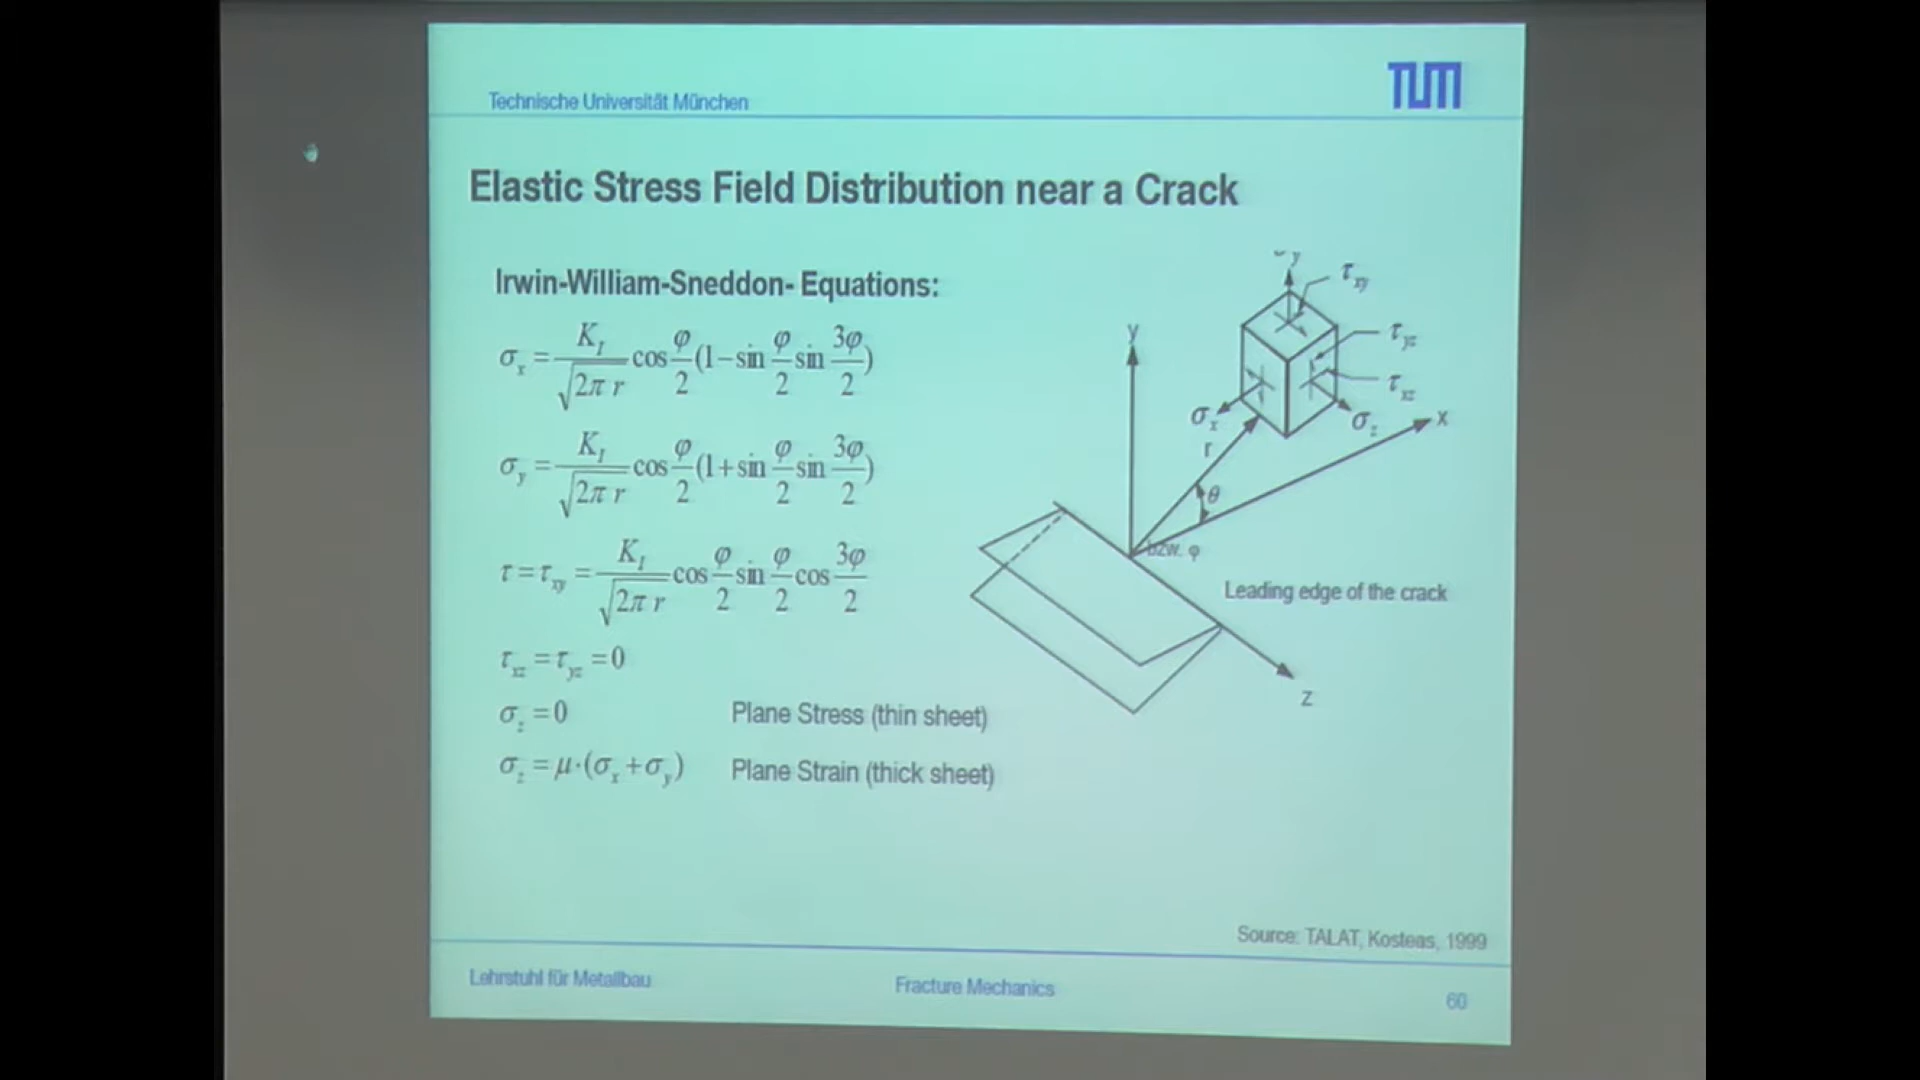 Technische Universität München
TUM
Elastic Stress Field Distribution near a Crack
Irwin-William-Sneddon- Equations:
σ_x = K_I / √(2π r) cos φ/2 (1 − sin φ/2 sin 3φ/2)
σ_y = K_I / √(2π r) cos φ/2 (1 + sin φ/2 sin 3φ/2)
τ = τ_xy = K_I / √(2π r) cos φ/2 sin φ/2 cos 3φ/2
τ_xz = τ_yz = 0
σ_z = 0 Plane Stress (thin sheet)
σ_z = μ·(σ_x + σ_y) Plane Strain (thick sheet)
y
τ_xy
τ_yz
τ_xz
σ_x
σ_z
x
y
r
θ
bzw. φ
Leading edge of the crack
z
Source: TALAT, Kosteas, 1999
Lehrstuhl für Metallbau
Fracture Mechanics
60